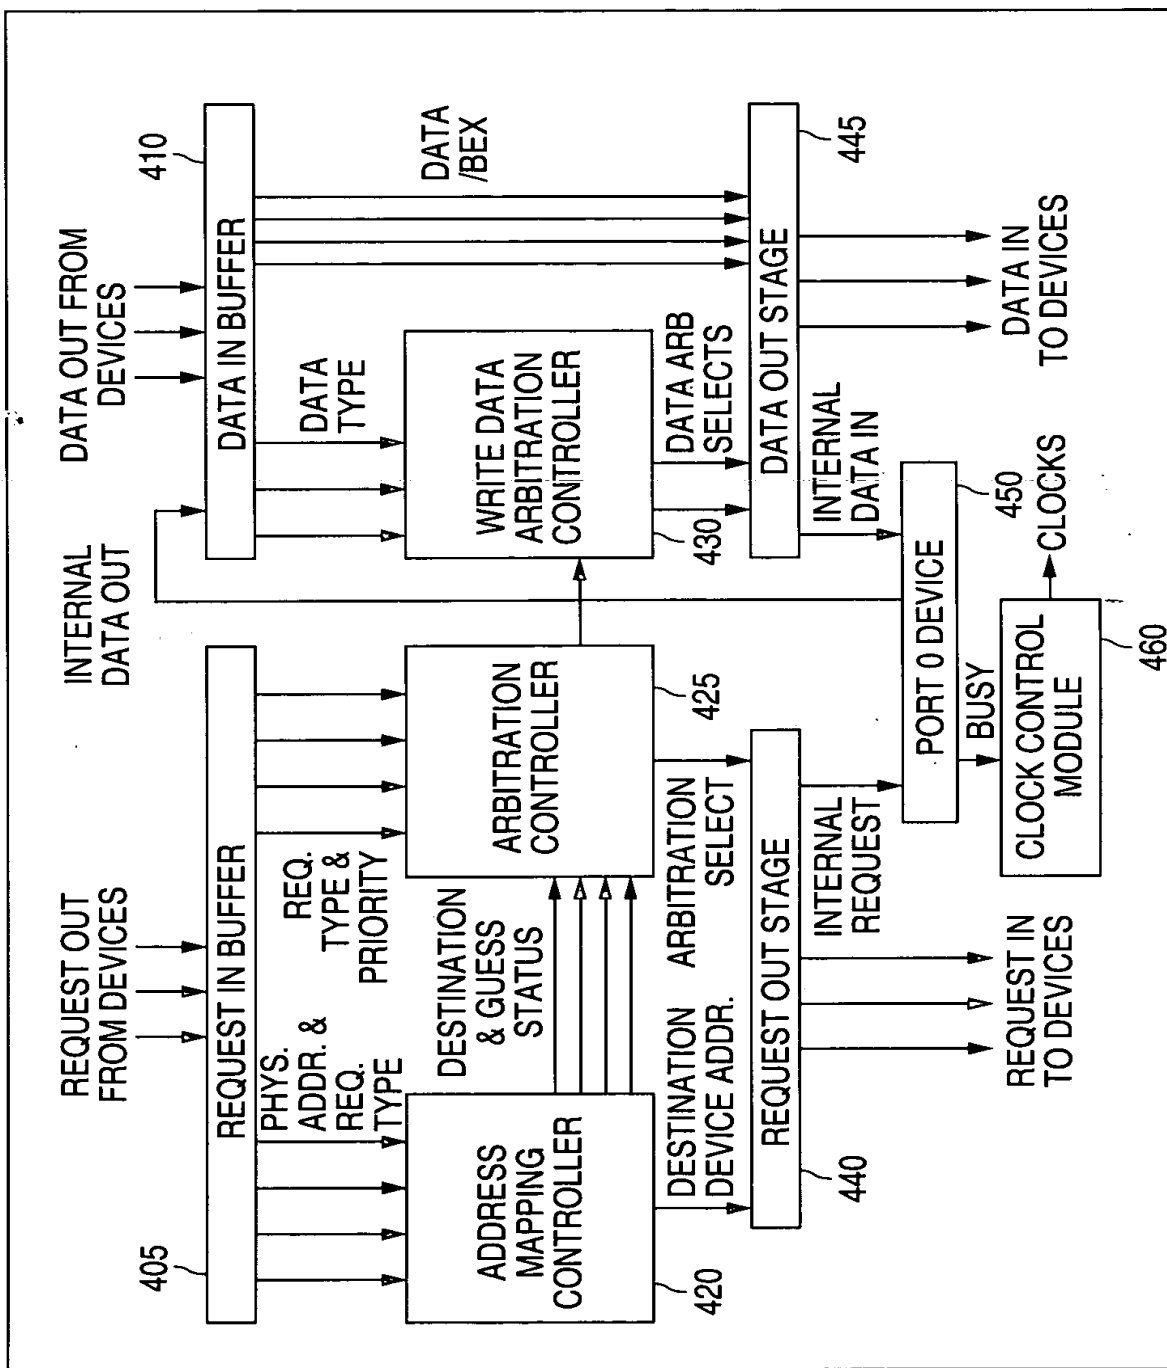 REQUEST OUT
FROM DEVICES
INTERNAL
DATA OUT
DATA OUT FROM
DEVICES
405
REQUEST IN BUFFER
DATA IN BUFFER
410
PHYS.
ADDR. &
REQ.
TYPE
REQ.
TYPE &
PRIORITY
DATA
TYPE
DATA
/BEX
ADDRESS
MAPPING
CONTROLLER
420
DESTINATION
& GUESS
STATUS
ARBITRATION
CONTROLLER
425
WRITE DATA
ARBITRATION
CONTROLLER
430
DESTINATION
DEVICE ADDR.
ARBITRATION
SELECT
DATA ARB
SELECTS
440
REQUEST OUT STAGE
DATA OUT STAGE
445
INTERNAL
REQUEST
INTERNAL
DATA IN
PORT 0 DEVICE
450
REQUEST IN
TO DEVICES
DATA IN
TO DEVICES
BUSY
CLOCK CONTROL
MODULE
460
CLOCKS